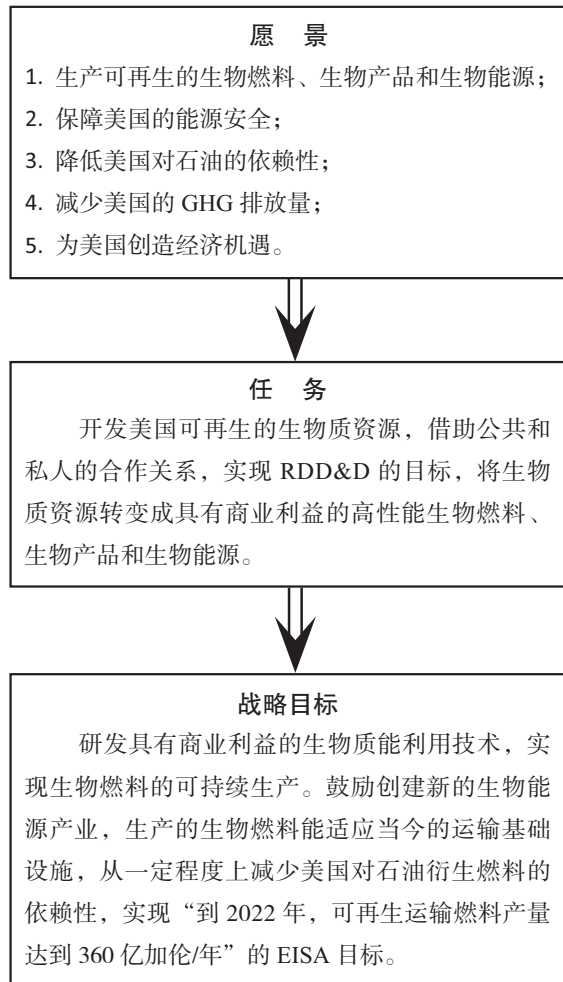 愿 景
1. 生产可再生的生物燃料、生物产品和生物能源；
2. 保障美国的能源安全；
3. 降低美国对石油的依赖性；
4. 减少美国的 GHG 排放量；
5. 为美国创造经济机遇。
任 务
开发美国可再生的生物质资源，借助公共和
私人的合作关系，实现 RDD&D 的目标，将生物
质资源转变成具有商业利益的高性能生物燃料、
生物产品和生物能源。
战略目标
研发具有商业利益的生物质能利用技术，实
现生物燃料的可持续生产。鼓励创建新的生物能
源产业，生产的生物燃料能适应当今的运输基础
设施，从一定程度上减少美国对石油衍生燃料的
依赖性，实现“到 2022 年，可再生运输燃料产量
达到 360 亿加伦/年”的 EISA 目标。